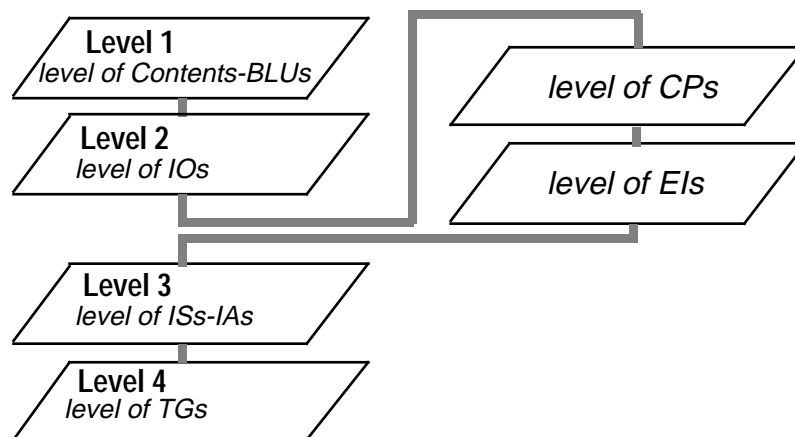 Level 1
level of Contents-BLUs
Level 2
level of IOs
level of CPs
level of EIs
Level 3
level of ISs-IAs
Level 4
level of TGs